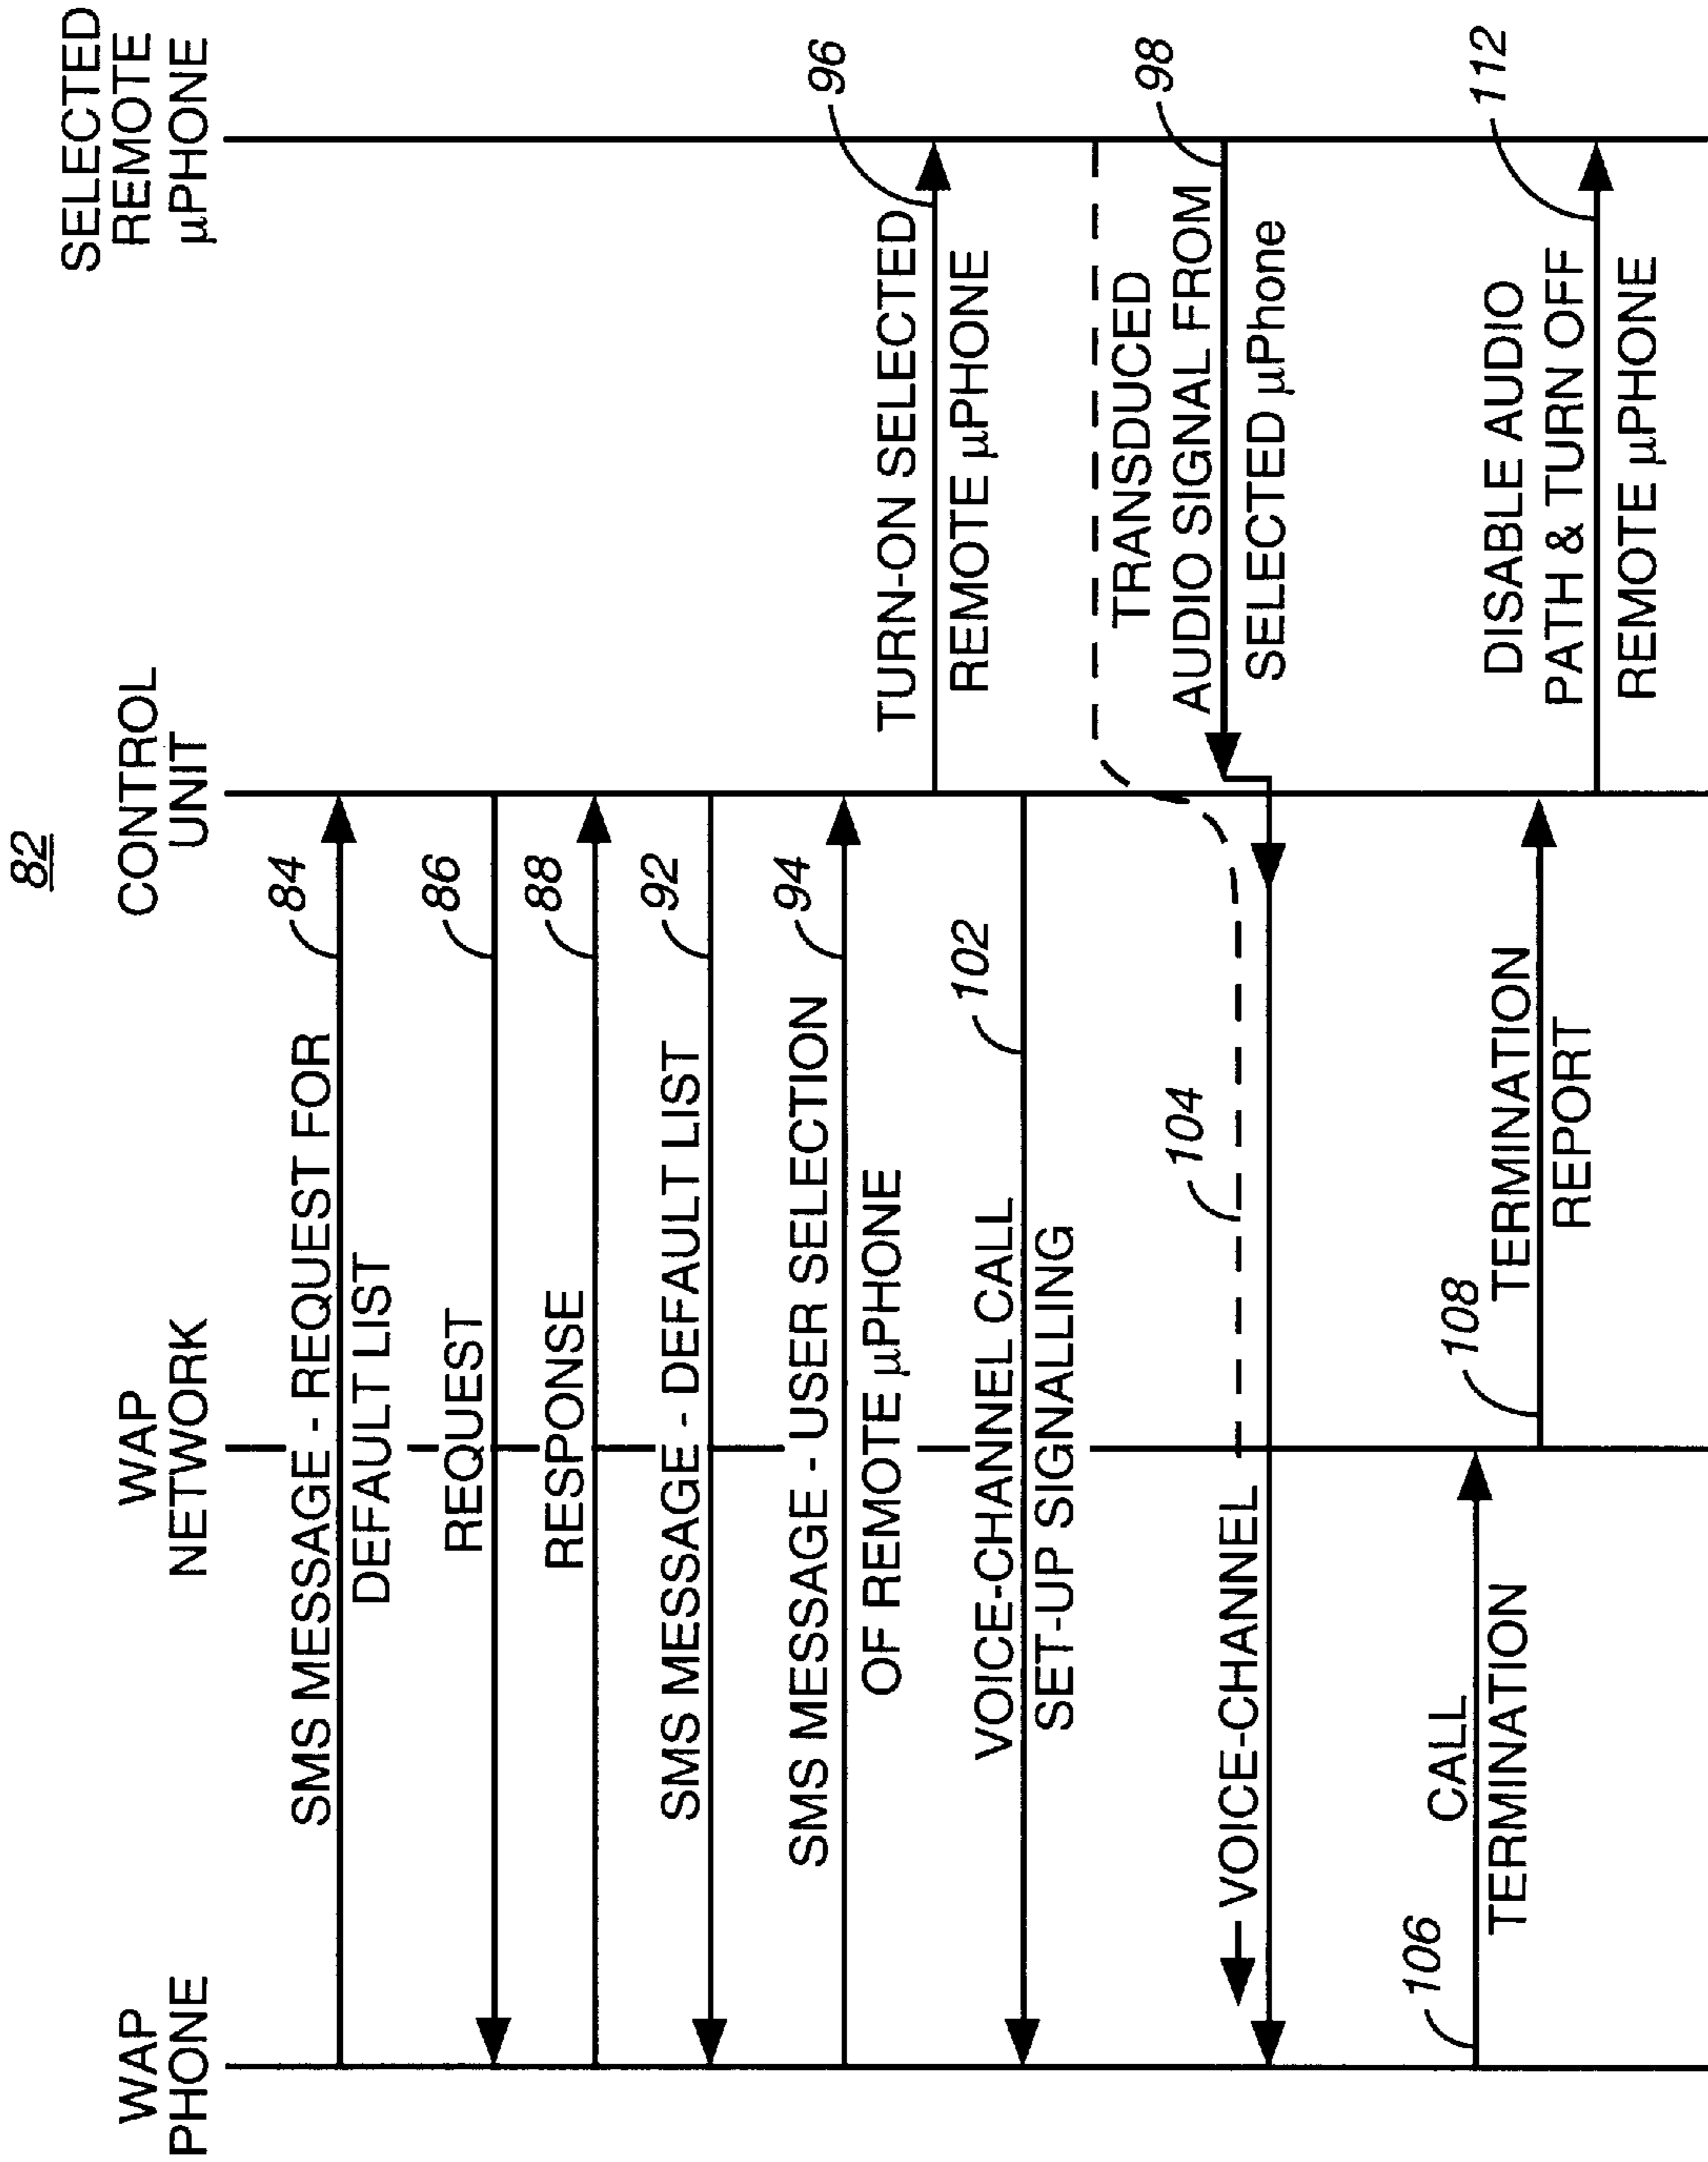 82
WAP
PHONE
WAP
NETWORK
CONTROL
UNIT
SELECTED
REMOTE
μPHONE
84
SMS MESSAGE - REQUEST FOR
DEFAULT LIST
86
REQUEST
88
RESPONSE
92
SMS MESSAGE - DEFAULT LIST
94
SMS MESSAGE - USER SELECTION
OF REMOTE μPHONE
96
TURN-ON SELECTED
REMOTE μPHONE
102
VOICE-CHANNEL CALL
SET-UP SIGNALLING
98
TRANSDUCED
AUDIO SIGNAL FROM
SELECTED μPhone
104
VOICE-CHANNEL
106
CALL
TERMINATION
108
TERMINATION
REPORT
112
DISABLE AUDIO
PATH & TURN OFF
REMOTE μPHONE